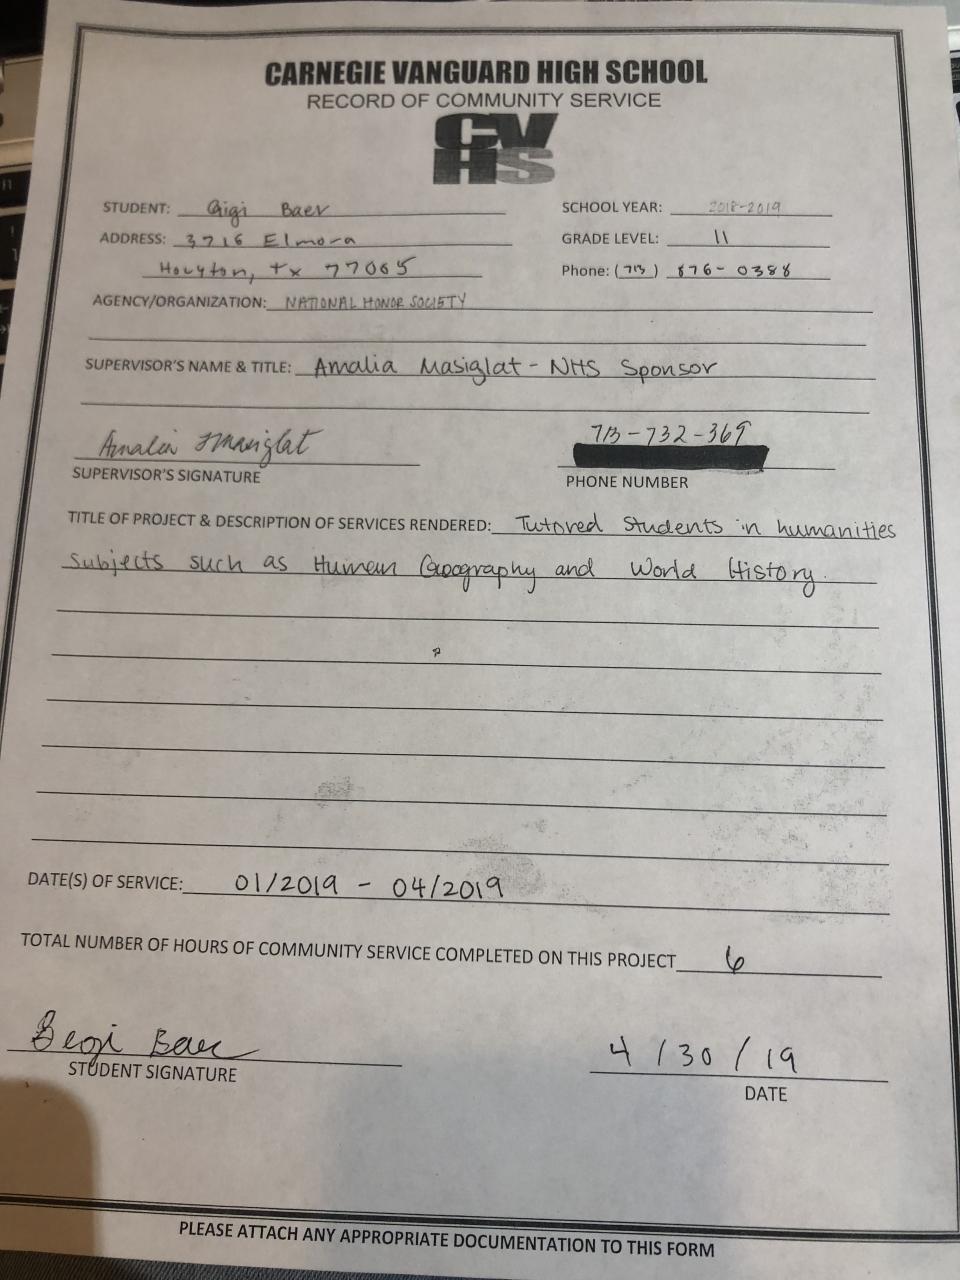 CARNEGIE VANGUARD HIGH SCHOOL
RECORD OF COMMUNITY SERVICE
CV
HS
STUDENT: Gigi Baer SCHOOL YEAR: 2018-2019
ADDRESS: 3716 Elmora GRADE LEVEL: 11
Houston, tx 77005 Phone: (713) 876-0388
AGENCY/ORGANIZATION: NATIONAL HONOR SOCIETY
SUPERVISOR'S NAME & TITLE: Amalia Masiglat - NHS Sponsor
Amalia Masiglat 713-732-369
SUPERVISOR'S SIGNATURE PHONE NUMBER
TITLE OF PROJECT & DESCRIPTION OF SERVICES RENDERED: Tutored students in humanities
subjects such as Human Geography and World History.
DATE(S) OF SERVICE: 01/2019 - 04/2019
TOTAL NUMBER OF HOURS OF COMMUNITY SERVICE COMPLETED ON THIS PROJECT 6
Gigi Baer 4/30/19
STUDENT SIGNATURE DATE
PLEASE ATTACH ANY APPROPRIATE DOCUMENTATION TO THIS FORM